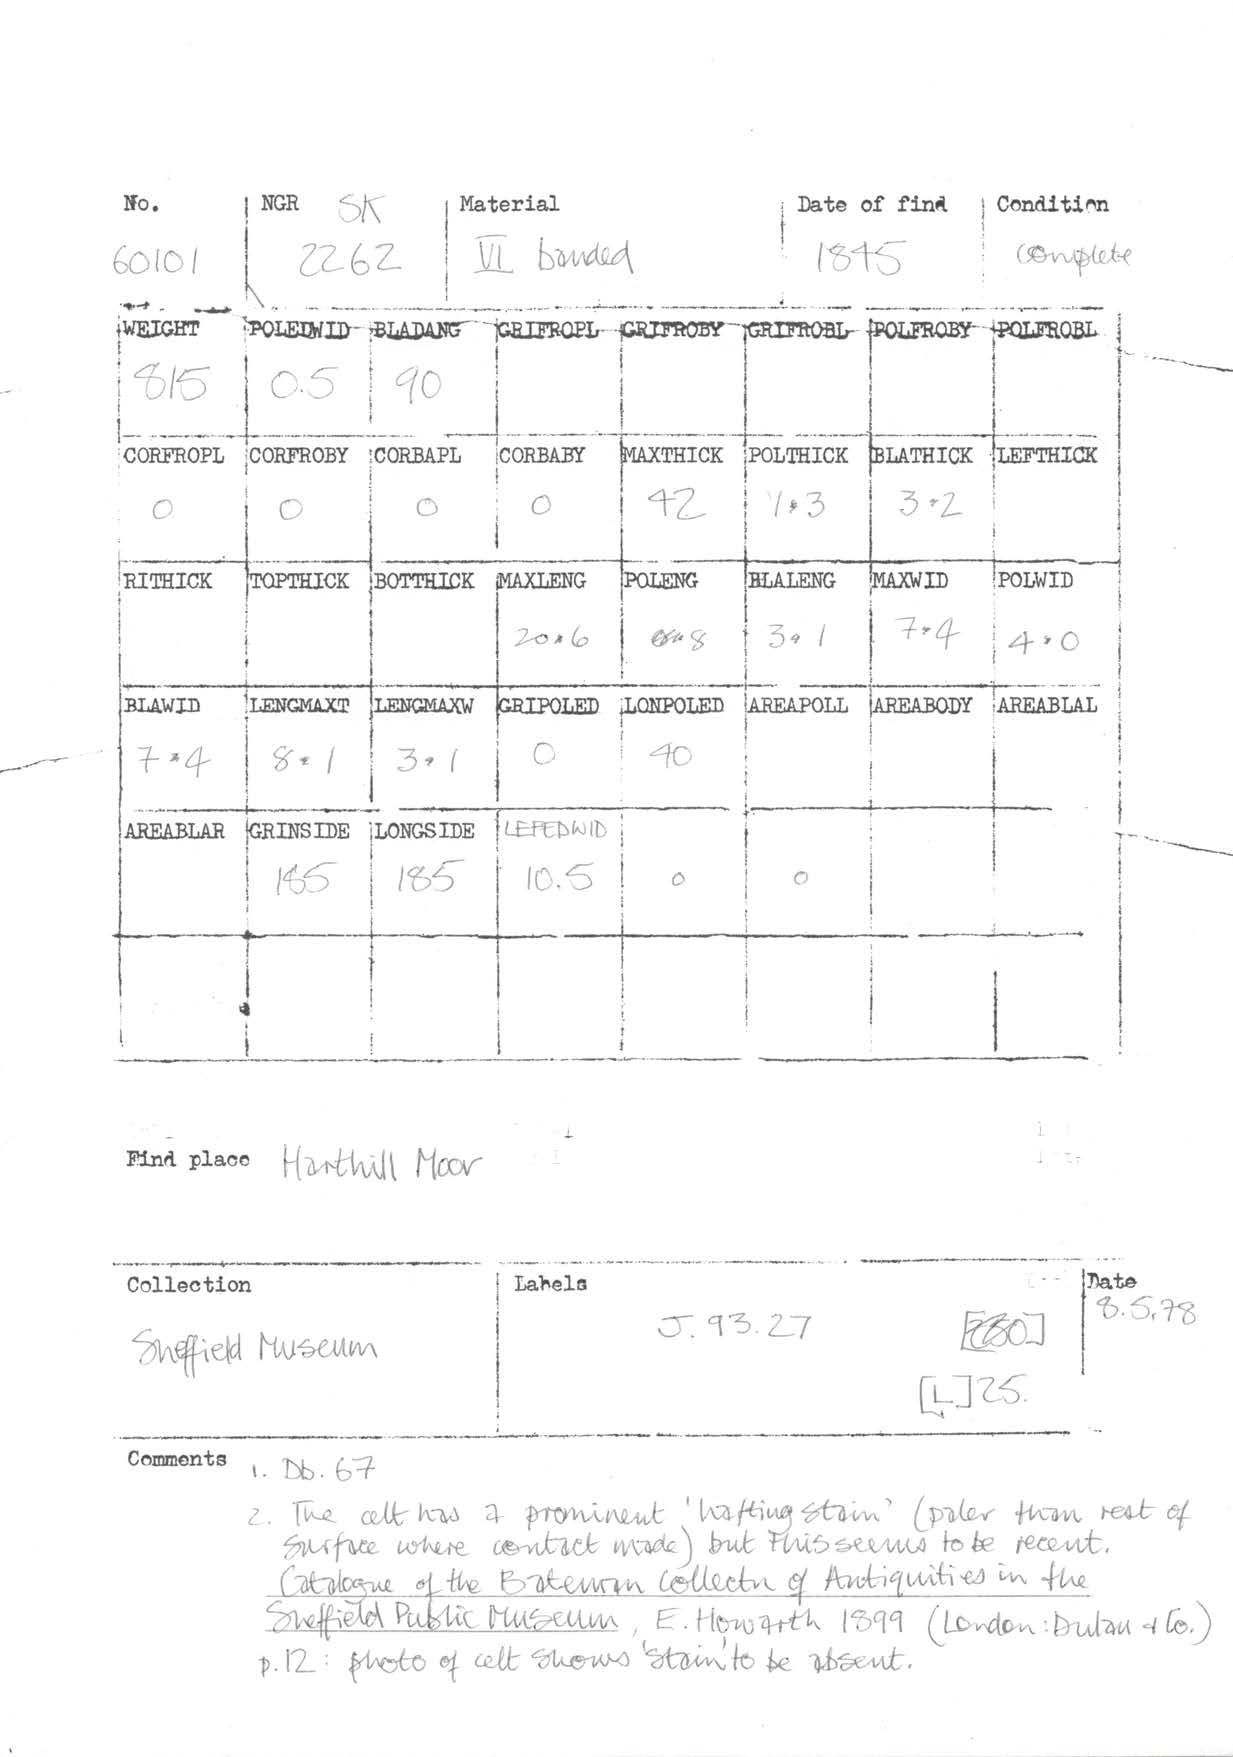 No. NGR SK Material Date of find Condition
60101 2262 VI banded 1845 complete
WEIGHT POLEDWID BLADANG GRIFROPL GRIFROBY GRIFROBL POLFROBY POLFROBL
815 0.5 90
CORFROPL CORFROBY CORBAPL CORBABY MAXTHICK POLTHICK BLATHICK LEFTHICK
0 0 0 0 42 1.3 3.2
RITHICK TOPTHICK BOTTHICK MAXLENG POLENG BLALENG MAXWID POLWID
20.6 3.1 7.4 4.0
BLAWID LENGMAXT LENGMAXW GRIPOLED LONPOLED AREAPOLL AREABODY AREABLAL
7.4 8.1 3.1 0 40
AREABLAR GRINSIDE LONGSIDE LEFEDWID
185 185 10.5 0 0
Find place Harthill Moor
Collection Labels Date
Sheffield Museum J.93.27 8.5.78
[L]25.
Comments 1. Db. 67
2. The celt has a prominent 'hafting stain' (paler than rest of
surface where contact made) but this seems to be recent.
Catalogue of the Bateman Collectn of Antiquities in the
Sheffield Public Museum, E. Howarth 1899 (London: Dulau & Co.)
p.12: photo of celt shows 'stain' to be absent.